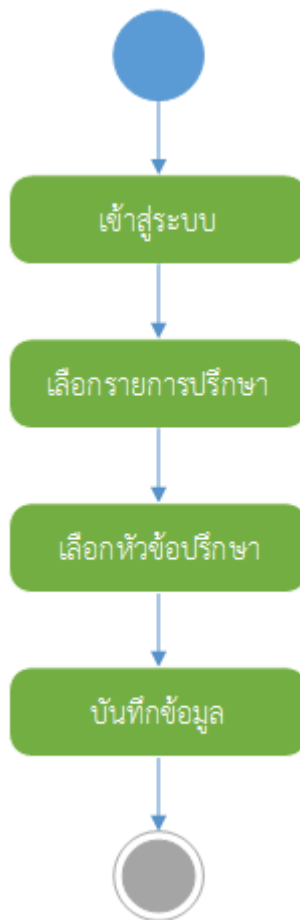 เข้าสู่ระบบ
เลือกรายการปรึกษา
เลือกหัวข้อปรึกษา
บันทึกข้อมูล